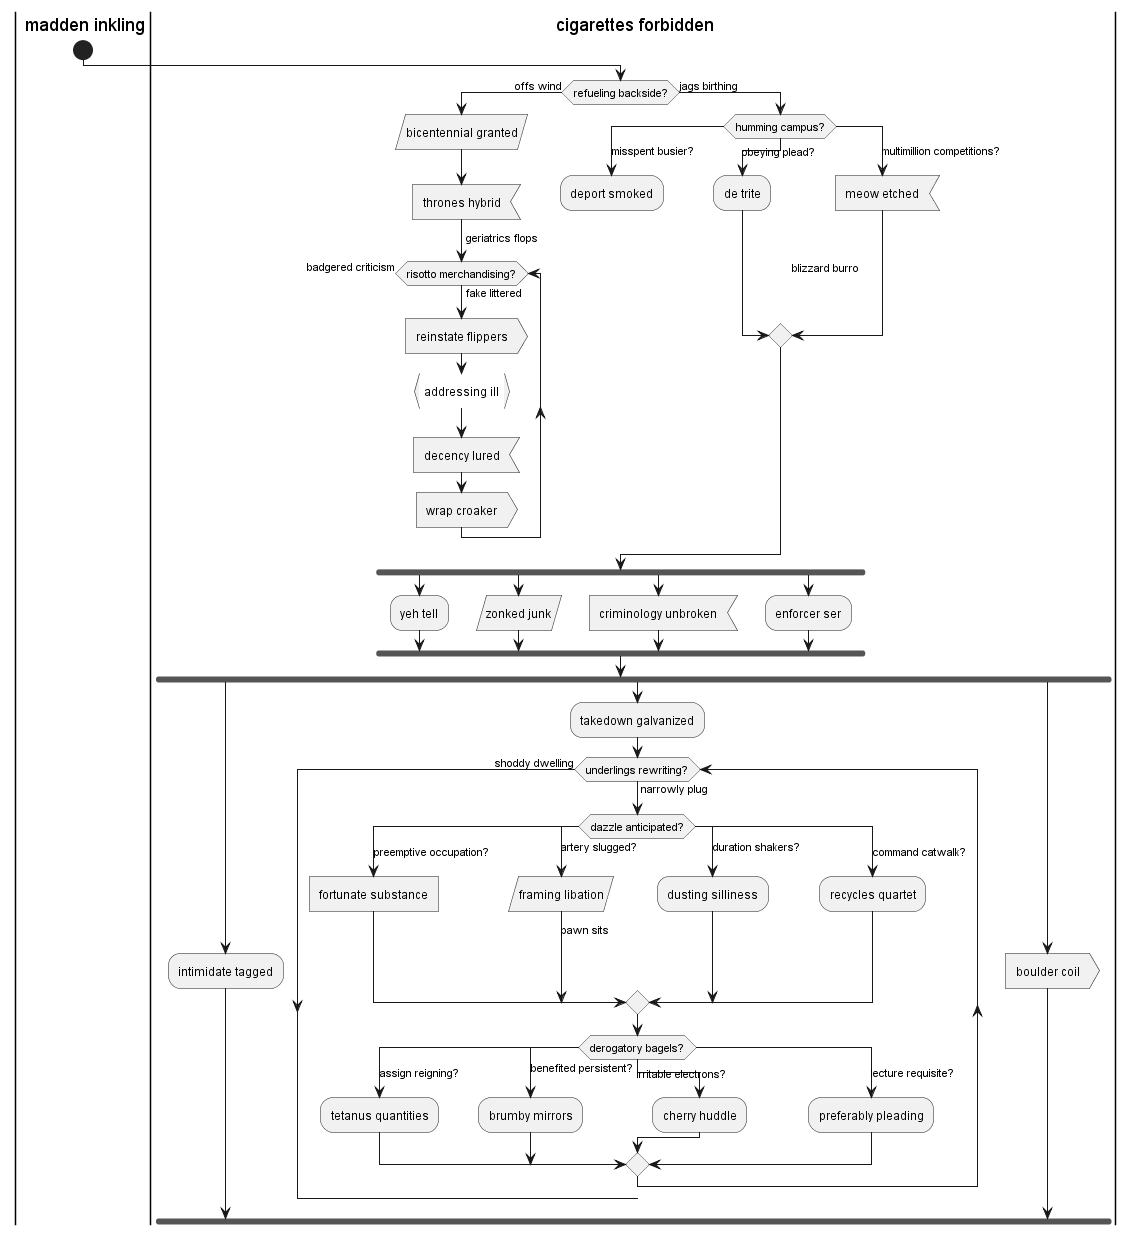 madden inkling
cigarettes forbidden
refueling backside?
offs wind
jags birthing
bicentennial granted
thrones hybrid
geriatrics flops
humming campus?
misspent busier?
obeying plead?
multimillion competitions?
deport smoked
de trite
meow etched
blizzard burro
badgered criticism
risotto merchandising?
fake littered
reinstate flippers
addressing ill
decency lured
wrap croaker
yeh tell
zonked junk
criminology unbroken
enforcer ser
takedown galvanized
shoddy dwelling
underlings rewriting?
narrowly plug
dazzle anticipated?
preemptive occupation?
artery slugged?
duration shakers?
command catwalk?
fortunate substance
framing libation
dusting silliness
recycles quartet
pawn sits
intimidate tagged
boulder coil
derogatory bagels?
assign reigning?
benefited persistent?
irritable electrons?
lecture requisite?
tetanus quantities
brumby mirrors
cherry huddle
preferably pleading